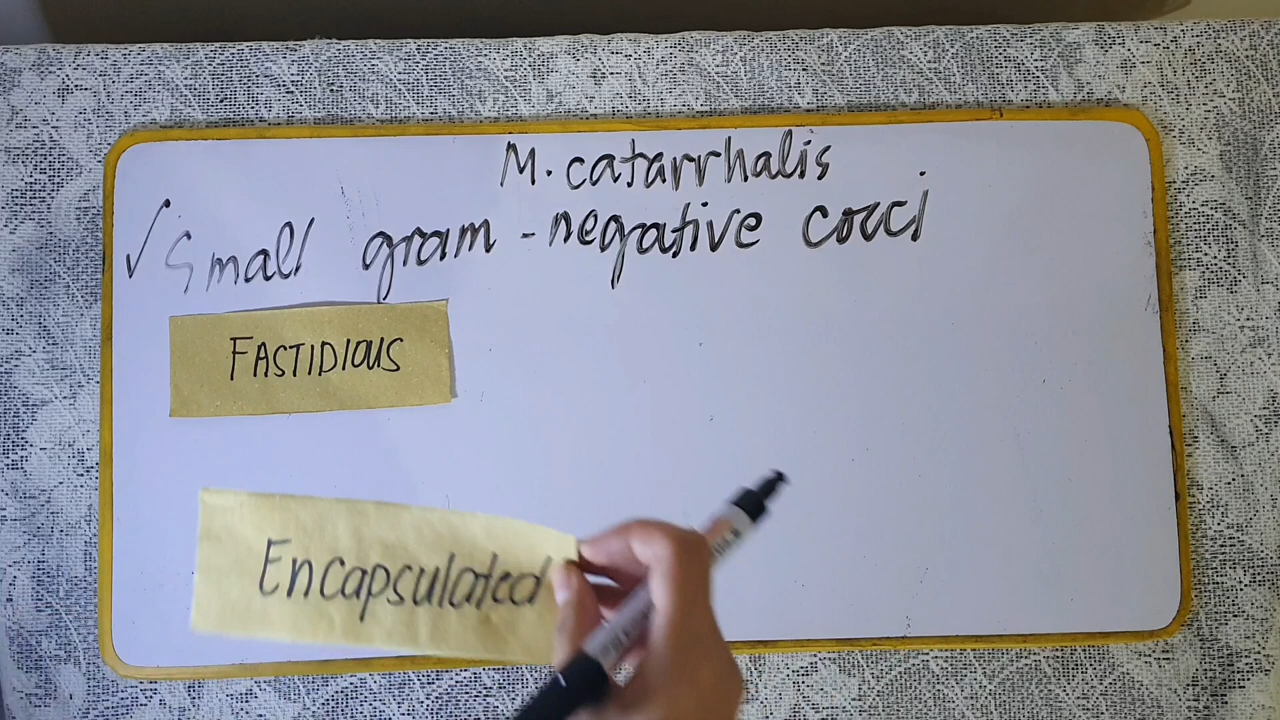 M. catarrhalis
✓ Small gram-negative cocci
FASTIDIOUS
Encapsulated